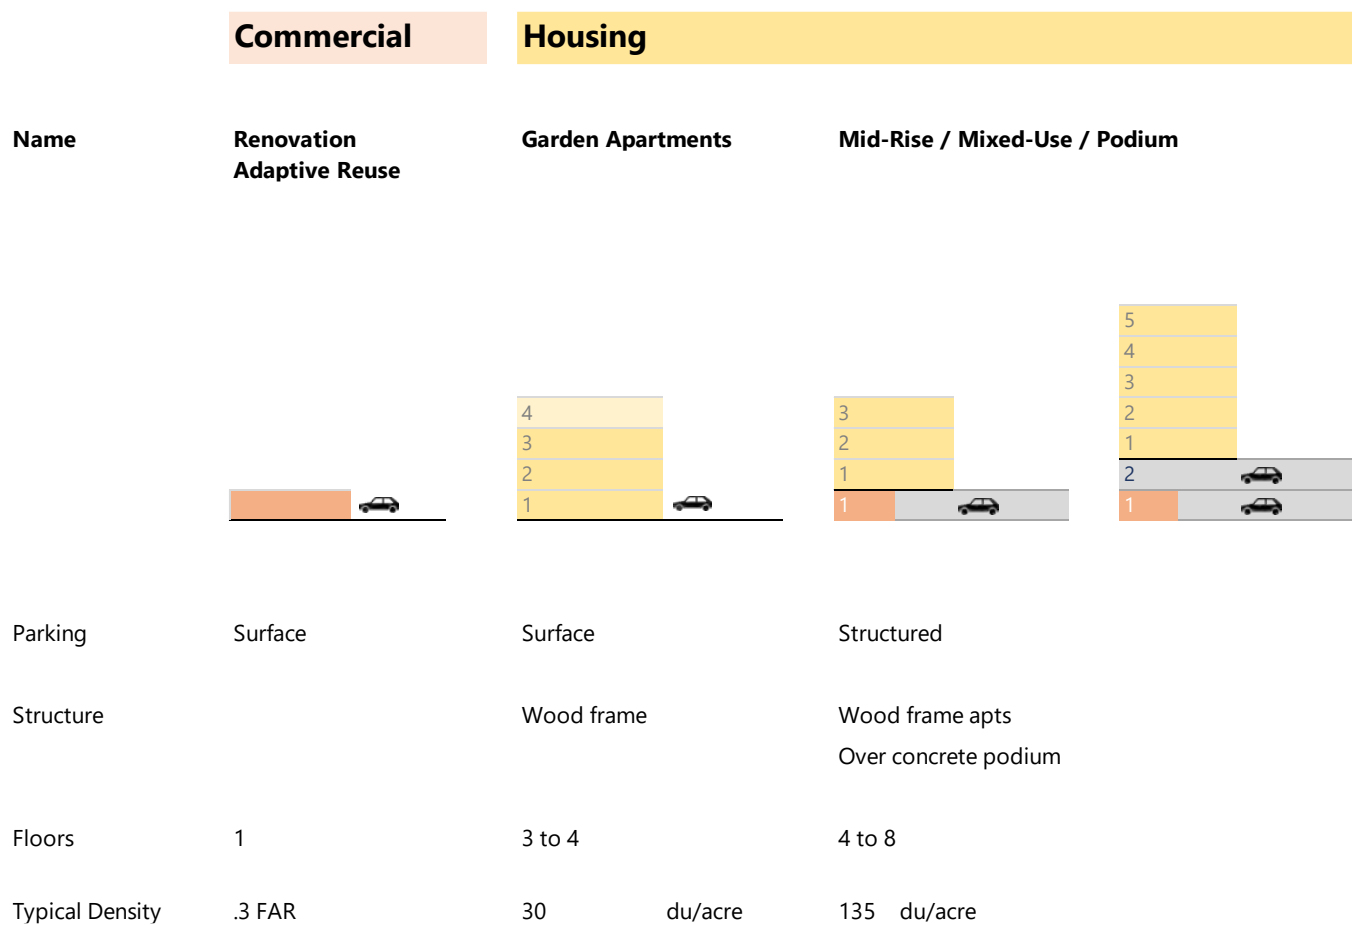 Commercial Housing
Name Renovation Garden Apartments Mid-Rise / Mixed-Use / Podium
Adaptive Reuse
5
4
3
4 3 2
3 2 1
2 1 2
1 1 1
Parking Surface Surface Structured
Structure Wood frame Wood frame apts
Over concrete podium
Floors 1 3 to 4 4 to 8
Typical Density .3 FAR 30 du/acre 135 du/acre